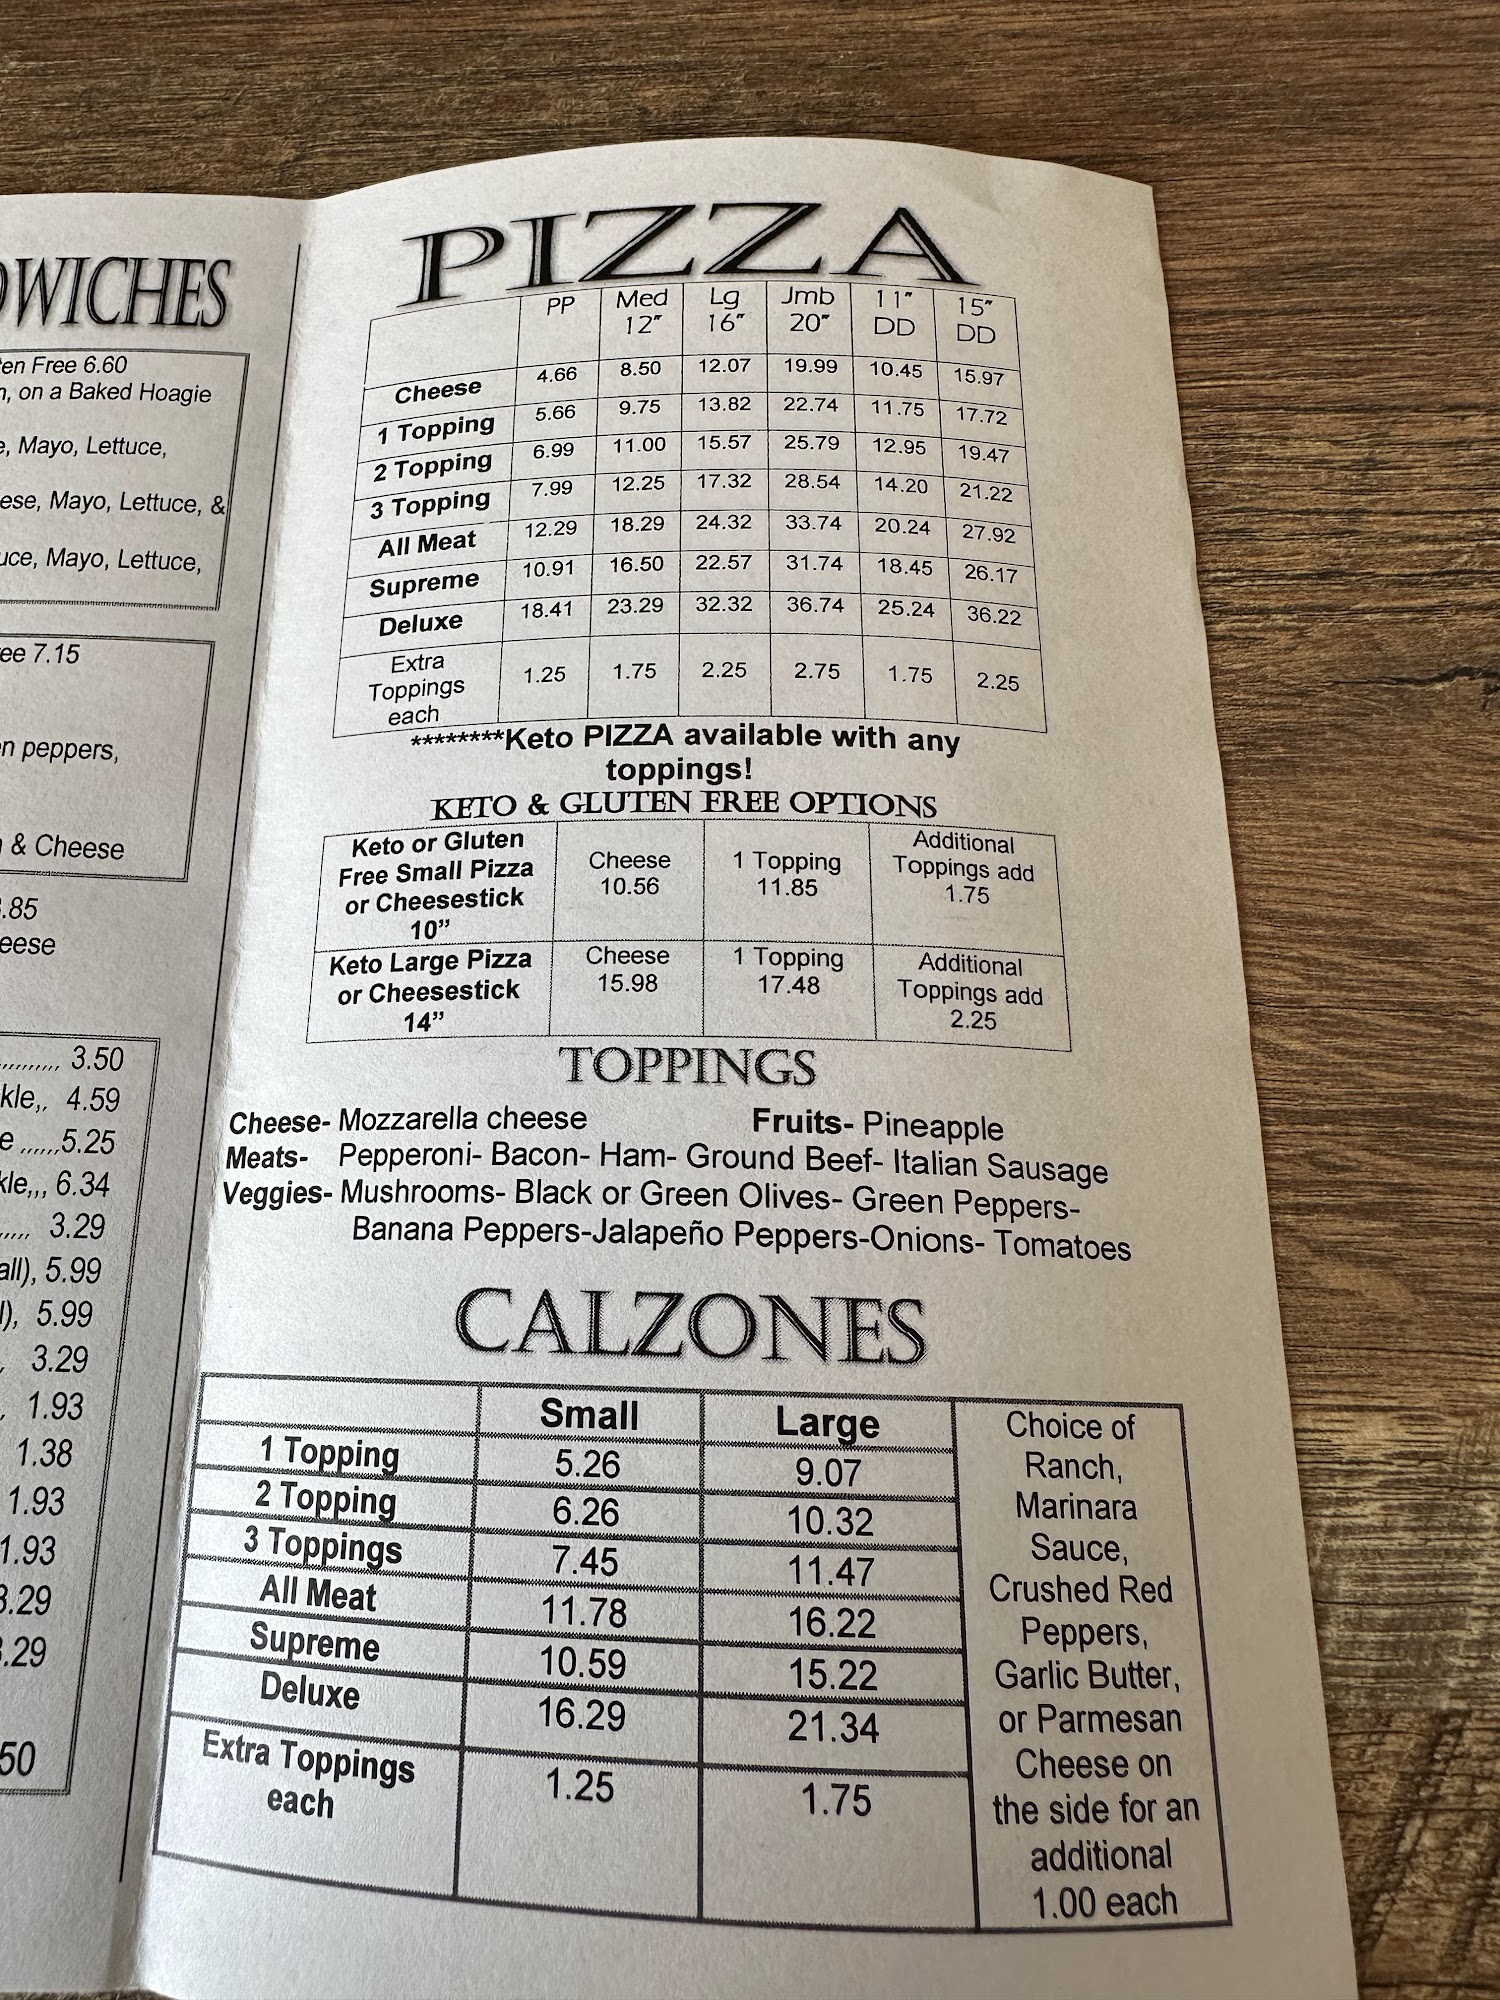 DWICHES
en Free 6.60
, on a Baked Hoagie
, Mayo, Lettuce,
ese, Mayo, Lettuce, &
uce, Mayo, Lettuce,
ee 7.15
n peppers,
& Cheese
.85
eese
........... 3.50
kle,, 4.59
e ......5.25
kle,,, 6.34
,,,,, 3.29
all), 5.99
l), 5.99
, 3.29
, 1.93
1.38
1.93
1.93
3.29
.29
50
PIZZA
PP Med 12” Lg 16” Jmb 20” 11” DD 15” DD
Cheese 4.66 8.50 12.07 19.99 10.45 15.97
1 Topping 5.66 9.75 13.82 22.74 11.75 17.72
2 Topping 6.99 11.00 15.57 25.79 12.95 19.47
3 Topping 7.99 12.25 17.32 28.54 14.20 21.22
All Meat 12.29 18.29 24.32 33.74 20.24 27.92
Supreme 10.91 16.50 22.57 31.74 18.45 26.17
Deluxe 18.41 23.29 32.32 36.74 25.24 36.22
Extra
Toppings
each
1.25 1.75 2.25 2.75 1.75 2.25
********Keto PIZZA available with any
toppings!
KETO & GLUTEN FREE OPTIONS
Keto or Gluten
Free Small Pizza
or Cheesestick
10”
Cheese
10.56
1 Topping
11.85
Additional
Toppings add
1.75
Keto Large Pizza
or Cheesestick
14”
Cheese
15.98
1 Topping
17.48
Additional
Toppings add
2.25
TOPPINGS
Cheese- Mozzarella cheese Fruits- Pineapple
Meats- Pepperoni- Bacon- Ham- Ground Beef- Italian Sausage
Veggies- Mushrooms- Black or Green Olives- Green Peppers-
Banana Peppers-Jalapeño Peppers-Onions- Tomatoes
CALZONES
Small Large
1 Topping 5.26 9.07
2 Topping 6.26 10.32
3 Toppings 7.45 11.47
All Meat 11.78 16.22
Supreme 10.59 15.22
Deluxe 16.29 21.34
Extra Toppings
each
1.25 1.75
Choice of
Ranch,
Marinara
Sauce,
Crushed Red
Peppers,
Garlic Butter,
or Parmesan
Cheese on
the side for an
additional
1.00 each